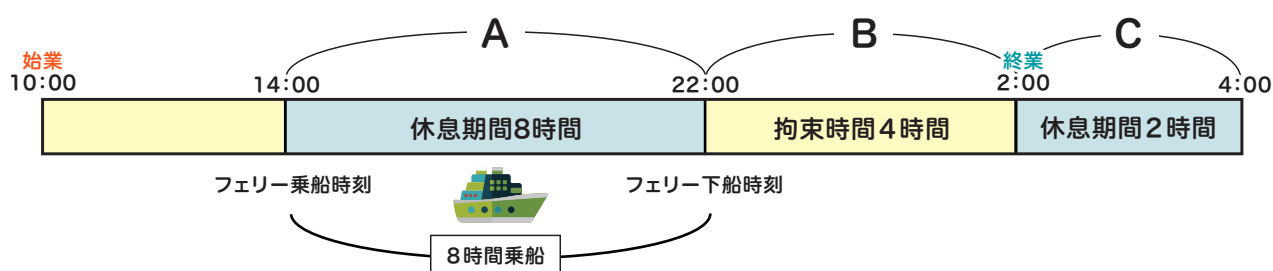 A
B
C
始業
終業
10:00
14:00
22:00
2:00
4:00
休息期間8時間
拘束時間4時間
休息期間2時間
フェリー乗船時刻
フェリー下船時刻
8時間乗船